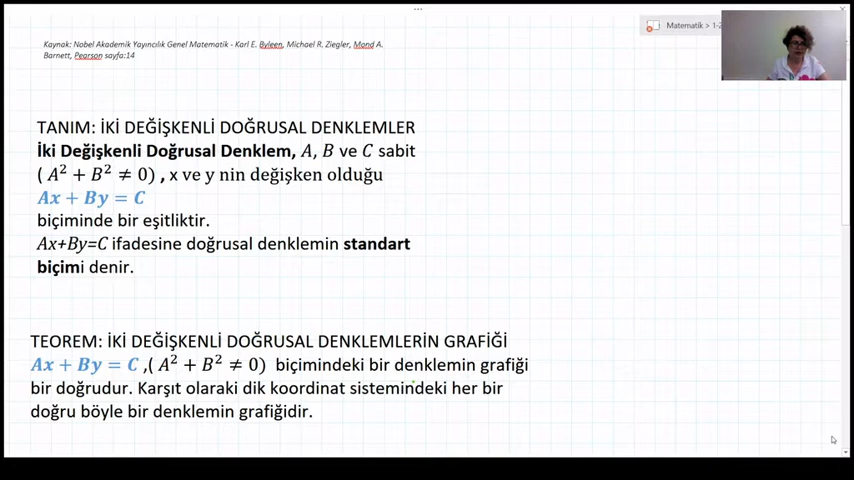 Kaynak: Nobel Akademik Yayıncılık Genel Matematik - Karl E. Byleen, Michael R. Ziegler, Mond A.
Barnett, Pearson sayfa:14
Matematik > 1-2
TANIM: İKİ DEĞİŞKENLİ DOĞRUSAL DENKLEMLER
İki Değişkenli Doğrusal Denklem, A, B ve C sabit
( A² + B² ≠ 0) , x ve y nin değişken olduğu
Ax + By = C
biçiminde bir eşitliktir.
Ax+By=C ifadesine doğrusal denklemin standart
biçimi denir.
TEOREM: İKİ DEĞİŞKENLİ DOĞRUSAL DENKLEMLERİN GRAFİĞİ
Ax + By = C ,( A² + B² ≠ 0) biçimindeki bir denklemin grafiği
bir doğrudur. Karşıt olaraki dik koordinat sistemindeki her bir
doğru böyle bir denklemin grafiğidir.